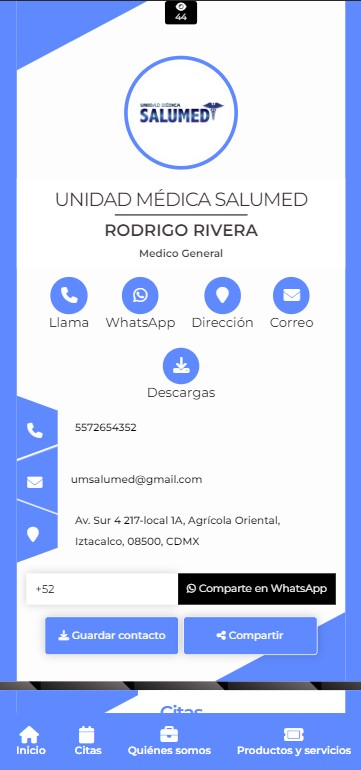 44
UNIDAD MÉDICA
SALUMED
UNIDAD MÉDICA SALUMED
RODRIGO RIVERA
Medico General
Llama
WhatsApp
Dirección
Correo
Descargas
5572654352
umsalumed@gmail.com
Av. Sur 4 217-local 1A, Agrícola Oriental,
Iztacalco, 08500, CDMX
+52
Comparte en WhatsApp
Guardar contacto
Compartir
Citas
Inicio
Citas
Quiénes somos
Productos y servicios